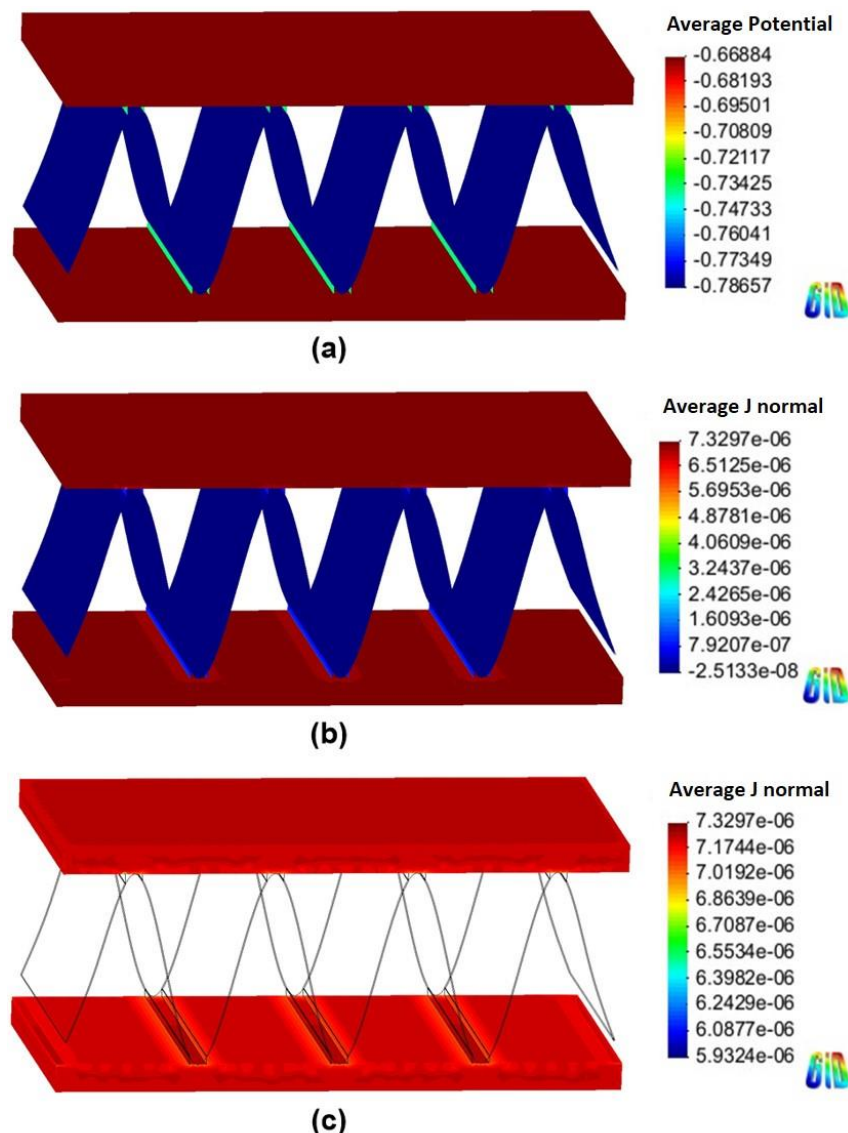 Average Potential
-0.66884
-0.68193
-0.69501
-0.70809
-0.72117
-0.73425
-0.74733
-0.76041
-0.77349
-0.78657
GiD
(a)
Average J normal
7.3297e-06
6.5125e-06
5.6953e-06
4.8781e-06
4.0609e-06
3.2437e-06
2.4265e-06
1.6093e-06
7.9207e-07
-2.5133e-08
GiD
(b)
Average J normal
7.3297e-06
7.1744e-06
7.0192e-06
6.8639e-06
6.7087e-06
6.5534e-06
6.3982e-06
6.2429e-06
6.0877e-06
5.9324e-06
GiD
(c)